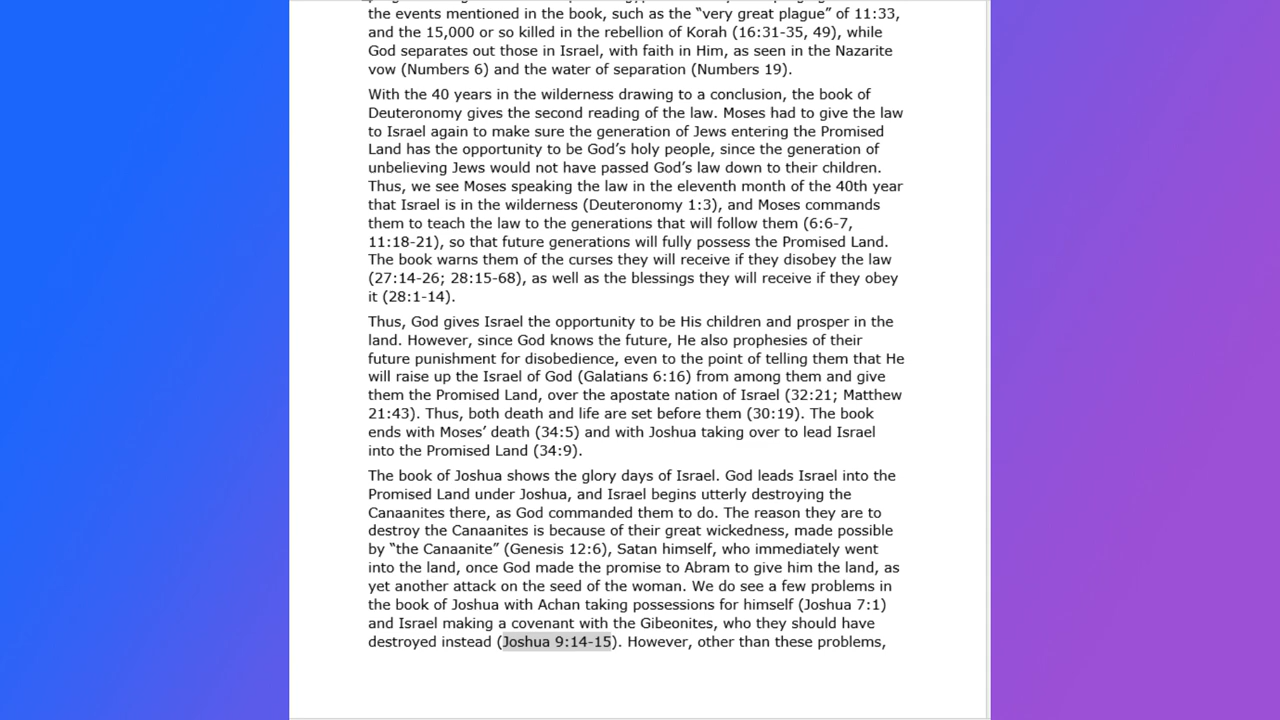 the events mentioned in the book, such as the “very great plague” of 11:33,
and the 15,000 or so killed in the rebellion of Korah (16:31-35, 49), while
God separates out those in Israel, with faith in Him, as seen in the Nazarite
vow (Numbers 6) and the water of separation (Numbers 19).
With the 40 years in the wilderness drawing to a conclusion, the book of
Deuteronomy gives the second reading of the law. Moses had to give the law
to Israel again to make sure the generation of Jews entering the Promised
Land has the opportunity to be God’s holy people, since the generation of
unbelieving Jews would not have passed God’s law down to their children.
Thus, we see Moses speaking the law in the eleventh month of the 40th year
that Israel is in the wilderness (Deuteronomy 1:3), and Moses commands
them to teach the law to the generations that will follow them (6:6-7,
11:18-21), so that future generations will fully possess the Promised Land.
The book warns them of the curses they will receive if they disobey the law
(27:14-26; 28:15-68), as well as the blessings they will receive if they obey
it (28:1-14).
Thus, God gives Israel the opportunity to be His children and prosper in the
land. However, since God knows the future, He also prophesies of their
future punishment for disobedience, even to the point of telling them that He
will raise up the Israel of God (Galatians 6:16) from among them and give
them the Promised Land, over the apostate nation of Israel (32:21; Matthew
21:43). Thus, both death and life are set before them (30:19). The book
ends with Moses’ death (34:5) and with Joshua taking over to lead Israel
into the Promised Land (34:9).
The book of Joshua shows the glory days of Israel. God leads Israel into the
Promised Land under Joshua, and Israel begins utterly destroying the
Canaanites there, as God commanded them to do. The reason they are to
destroy the Canaanites is because of their great wickedness, made possible
by “the Canaanite” (Genesis 12:6), Satan himself, who immediately went
into the land, once God made the promise to Abram to give him the land, as
yet another attack on the seed of the woman. We do see a few problems in
the book of Joshua with Achan taking possessions for himself (Joshua 7:1)
and Israel making a covenant with the Gibeonites, who they should have
destroyed instead (Joshua 9:14-15). However, other than these problems,